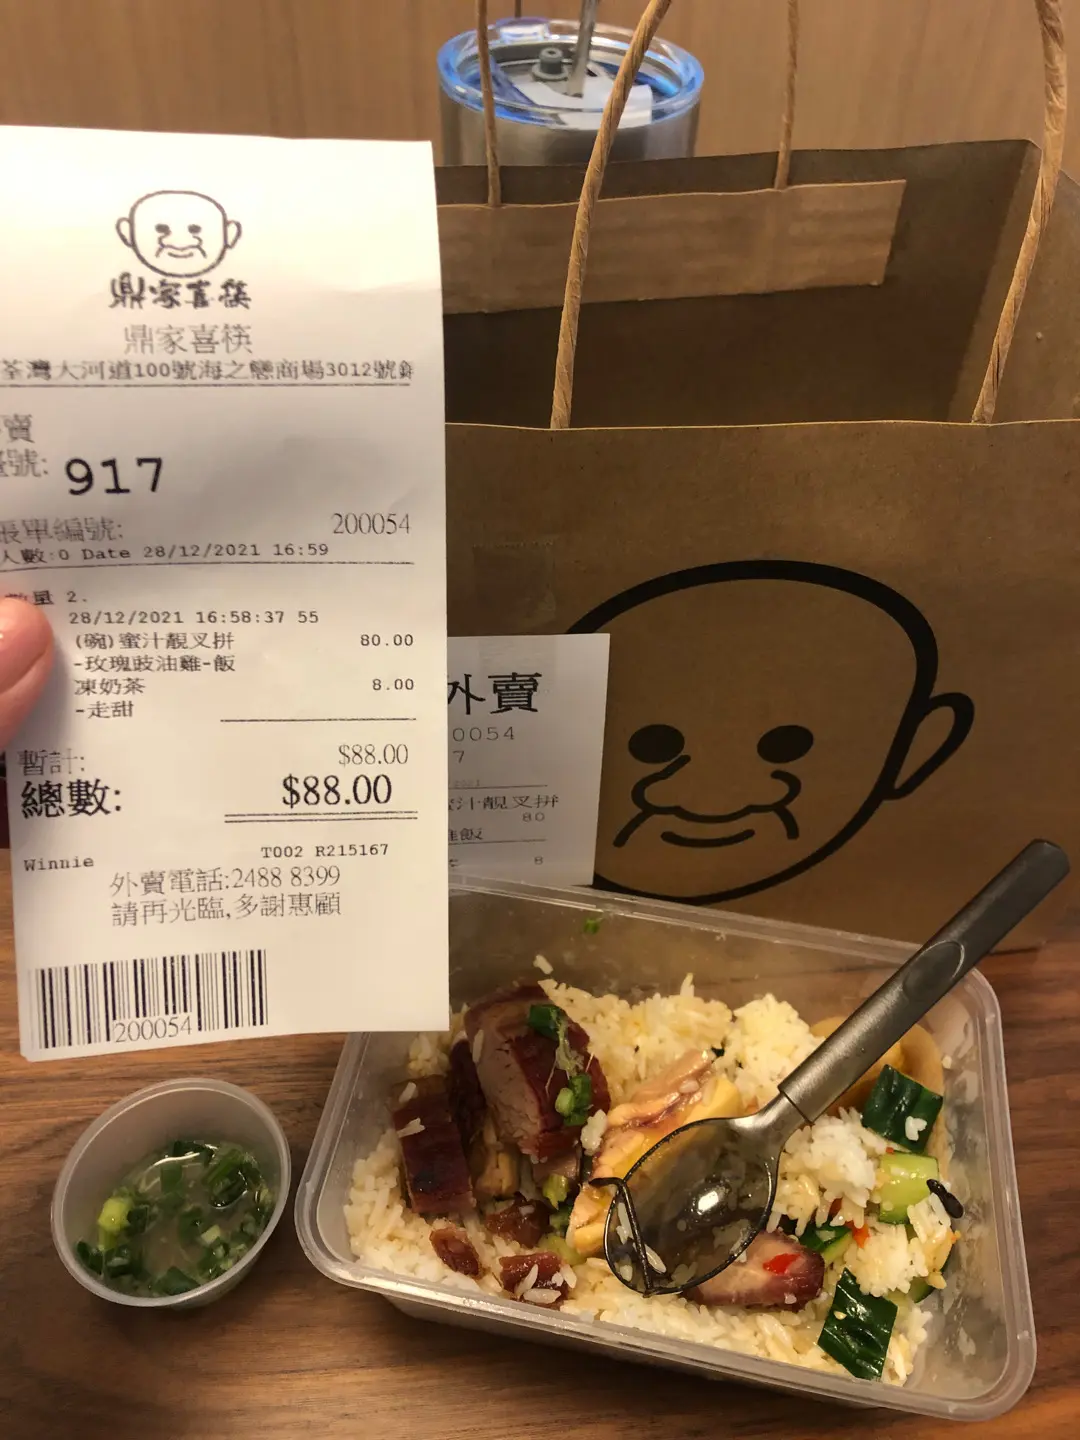 鼎家喜筷
鼎家喜筷
荃灣大河道100號海之戀商場3012號
賣
號: 917
單編號: 200054
人數:0 Date 28/12/2021 16:59
數量 2.
28/12/2021 16:58:37 55
(碗)蜜汁靚叉拼 80.00
-玫瑰豉油雞-飯
凍奶茶 8.00
-走甜
暫計: $88.00
總數: $88.00
Winnie T002 R215167
外賣電話:2488 8399
請再光臨,多謝惠顧
200054
外賣
0054
7
汁靚叉拼
80
飯
8